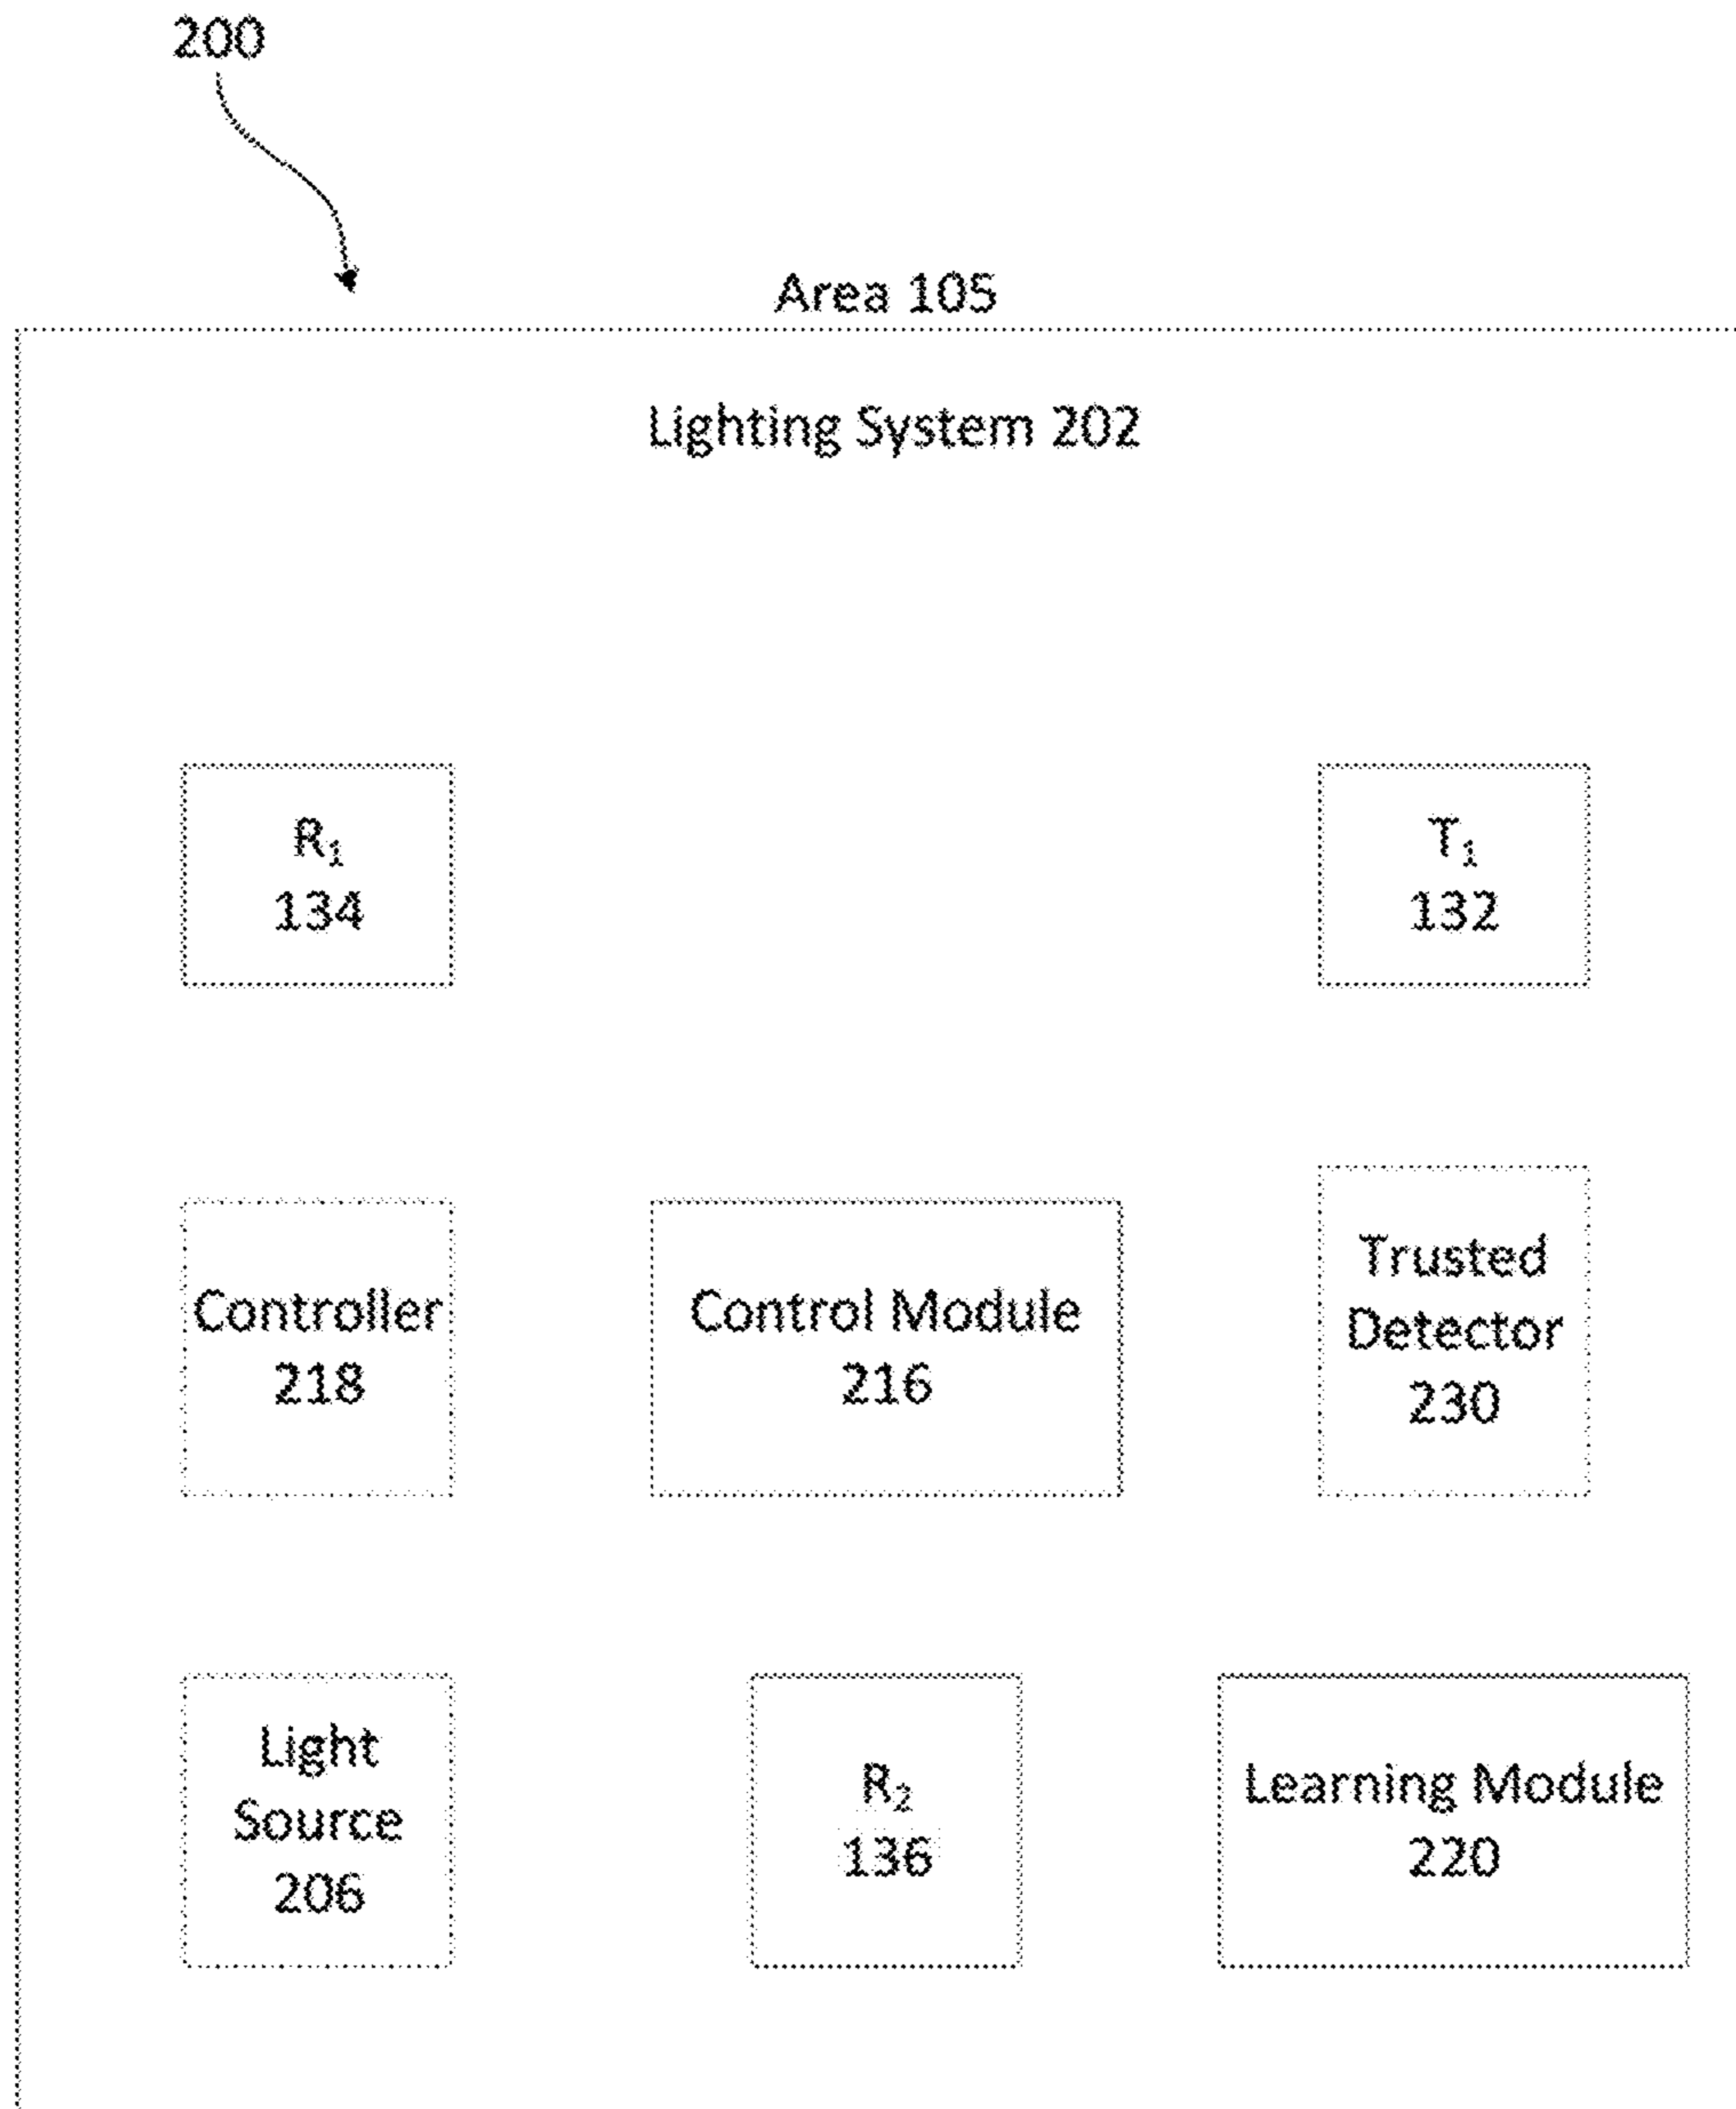 200
Area 105
Lighting System 202
R₁
134
T₁
132
Controller
218
Control Module
216
Trusted
Detector
230
Light
Source
206
R₂
136
Learning Module
220